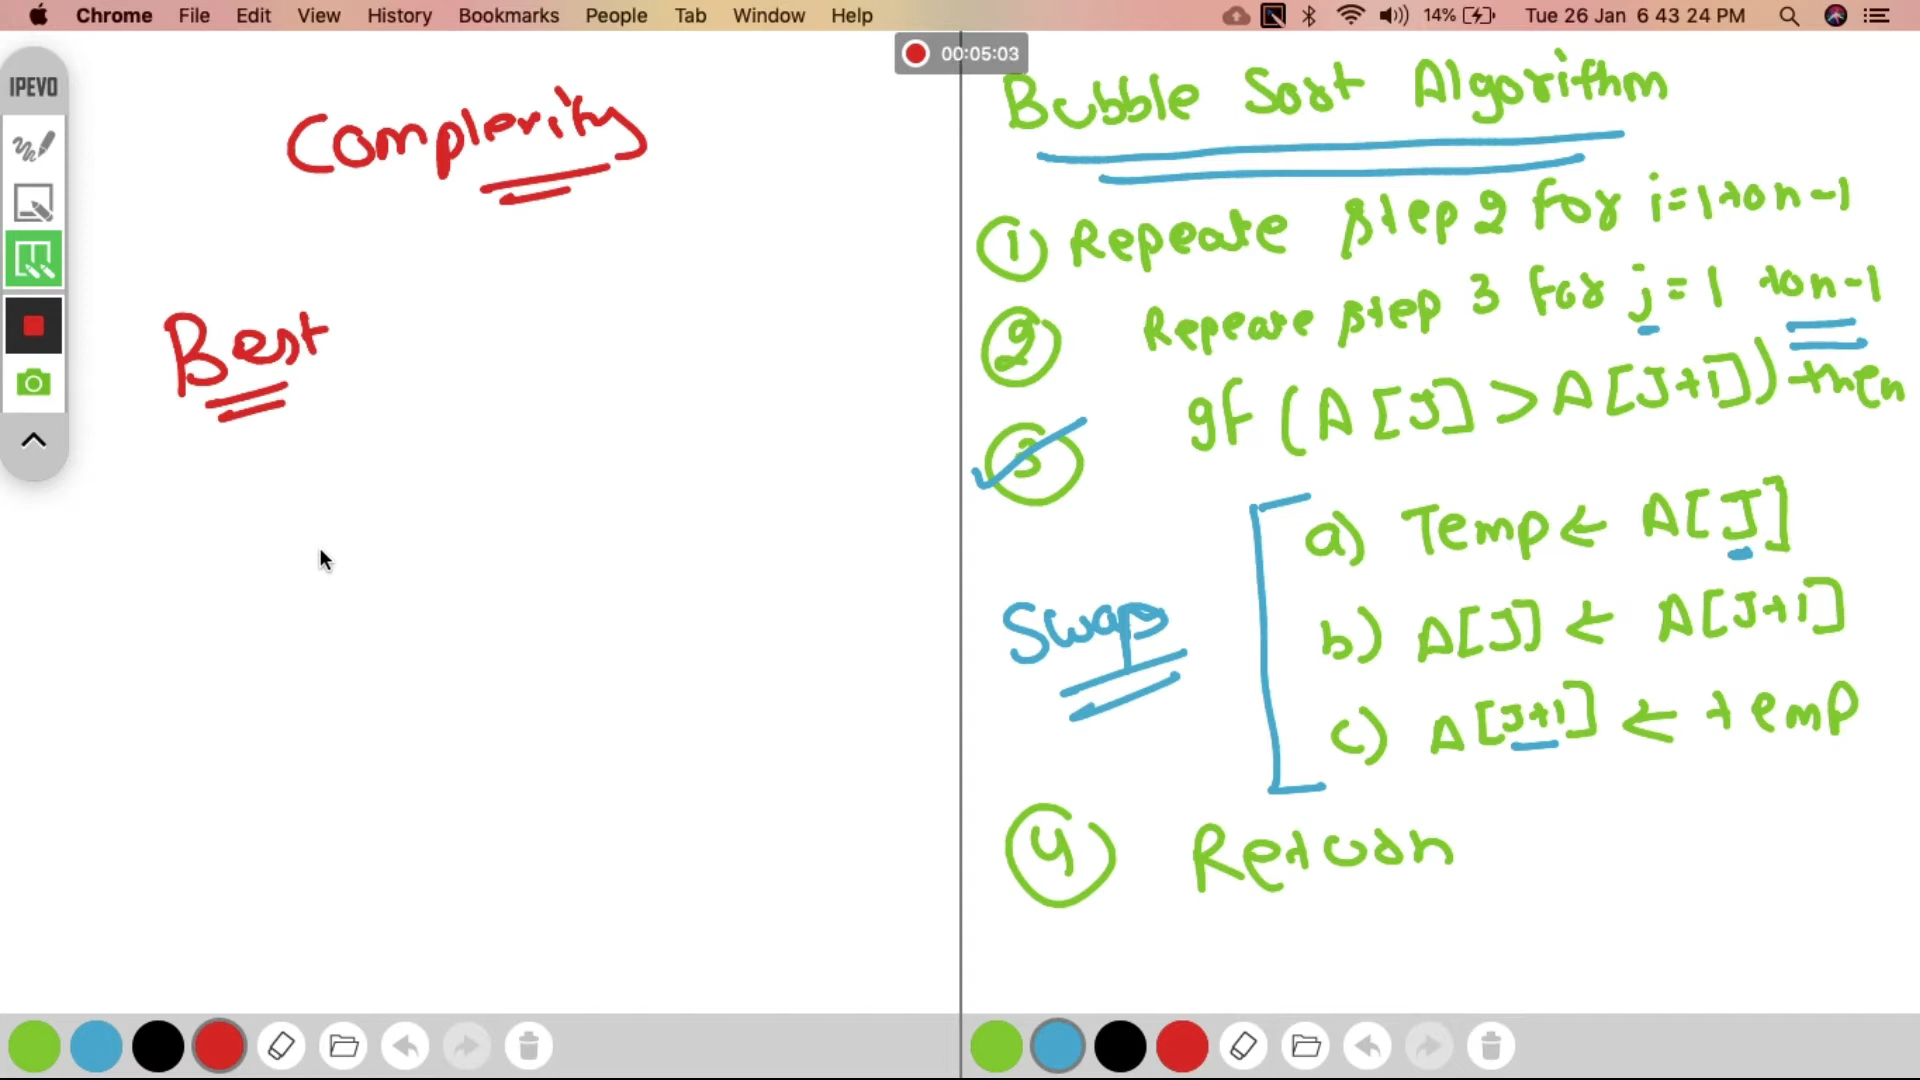 Chrome File Edit View History Bookmarks People Tab Window Help 14% Tue 26 Jan 6 43 24 PM
00:05:03
IPEVO
Complexity
Best
Bubble Sort Algorithm
1 Repeate step 2 for i=1 to n-1
2 Repeate step 3 for j=1 to n-1
3 If (A[J] > A[J+1]) then
a) Temp ← A[J]
Swap
b) A[J] ← A[J+1]
c) A[J+1] ← temp
4 Return